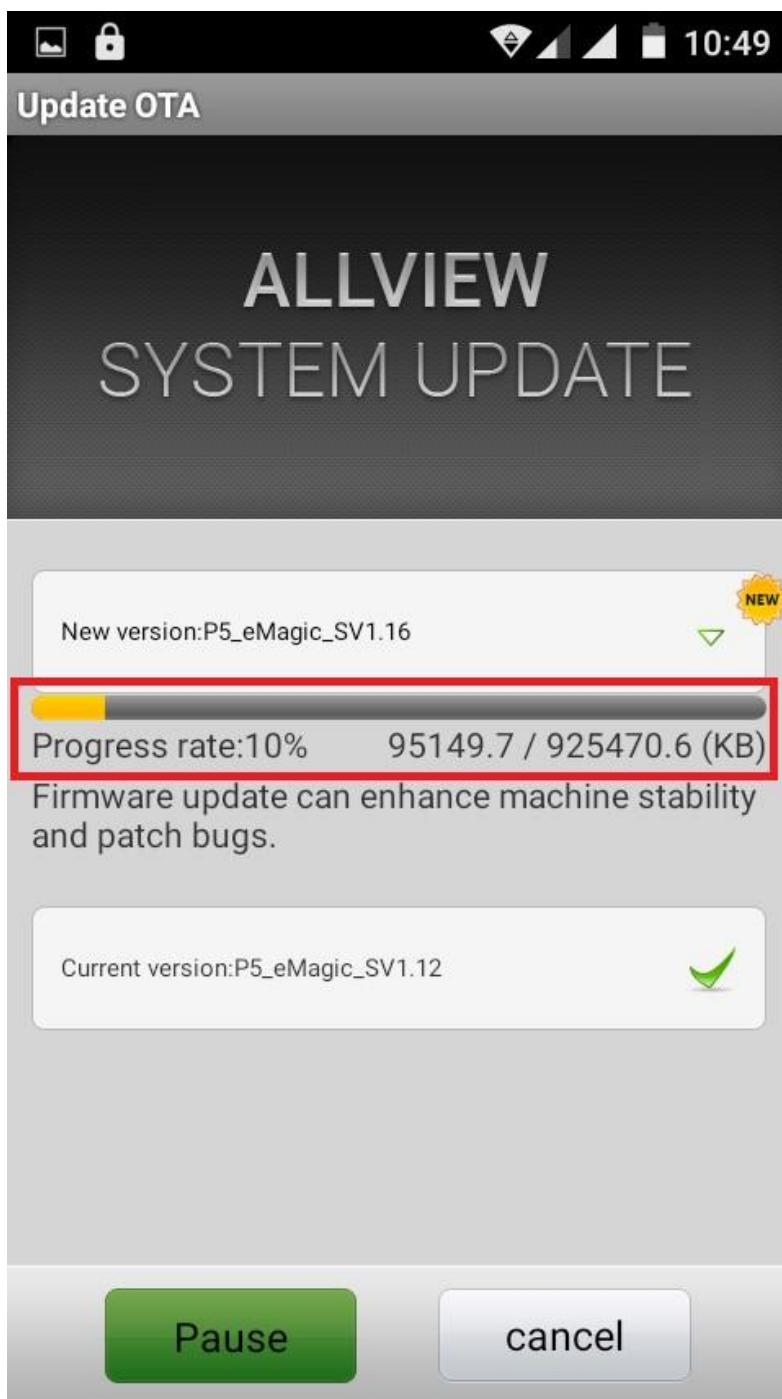 10:49
Update OTA
ALLVIEW
SYSTEM UPDATE
NEW
New version:P5_eMagic_SV1.16
Progress rate:10% 95149.7 / 925470.6 (KB)
Firmware update can enhance machine stability
and patch bugs.
Current version:P5_eMagic_SV1.12
Pause cancel